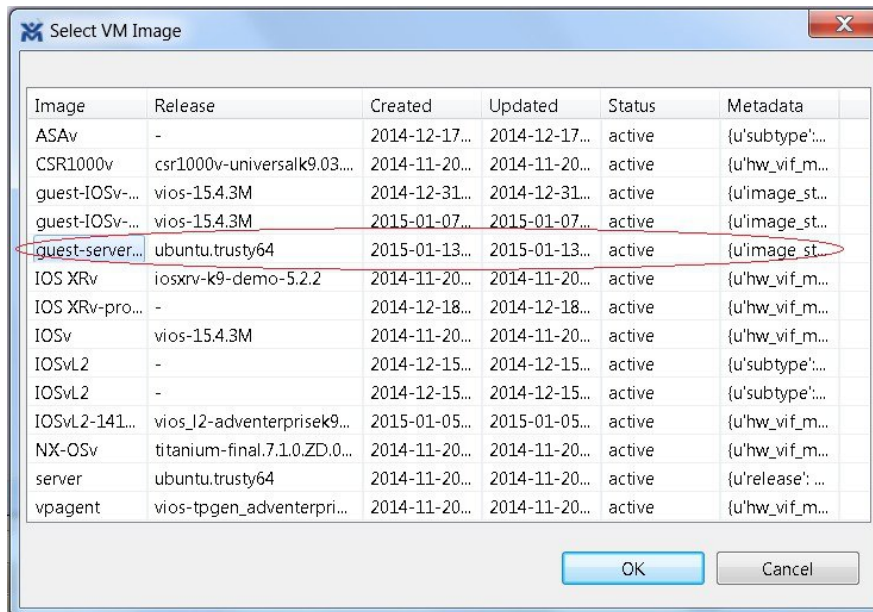 Select VM Image
Image Release Created Updated Status Metadata
ASAv - 2014-12-17... 2014-12-17... active {u'subtype':...
CSR1000v csr1000v-universalk9.03.... 2014-11-20... 2014-11-20... active {u'hw_vif_m...
guest-IOSv-... vios-15.4.3M 2014-12-31... 2014-12-31... active {u'image_st...
guest-IOSv-... vios-15.4.3M 2015-01-07... 2015-01-07... active {u'image_st...
guest-server... ubuntu.trusty64 2015-01-13... 2015-01-13... active {u'image_st...
IOS XRv iosxrv-k9-demo-5.2.2 2014-11-20... 2014-11-20... active {u'hw_vif_m...
IOS XRv-pro... - 2014-12-18... 2014-12-18... active {u'hw_vif_m...
IOSv vios-15.4.3M 2014-11-20... 2014-11-20... active {u'hw_vif_m...
IOSvL2 - 2014-12-15... 2014-12-15... active {u'subtype':...
IOSvL2 - 2014-12-15... 2014-12-15... active {u'subtype':...
IOSvL2-141... vios_l2-adventerprisek9... 2015-01-05... 2015-01-05... active {u'hw_vif_m...
NX-OSv titanium-final.7.1.0.ZD.0... 2014-11-20... 2014-11-20... active {u'hw_vif_m...
server ubuntu.trusty64 2014-11-20... 2014-11-20... active {u'release': ...
vpagent vios-tpgen_adventerpri... 2014-11-20... 2014-11-20... active {u'hw_vif_m...
OK Cancel